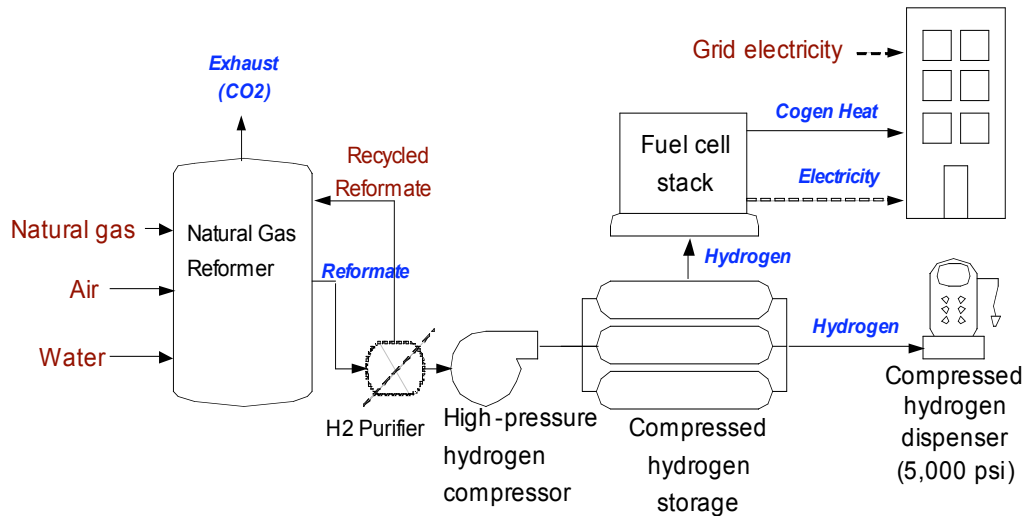 Exhaust
(CO2)
Grid electricity
Cogen Heat
Fuel cell
stack
Electricity
Recycled
Reformate
Natural gas
Natural Gas
Reformer
Air
Water
Reformate
Hydrogen
Hydrogen
H2 Purifier
High-pressure
hydrogen
compressor
Compressed
hydrogen
storage
Compressed
hydrogen
dispenser
(5,000 psi)